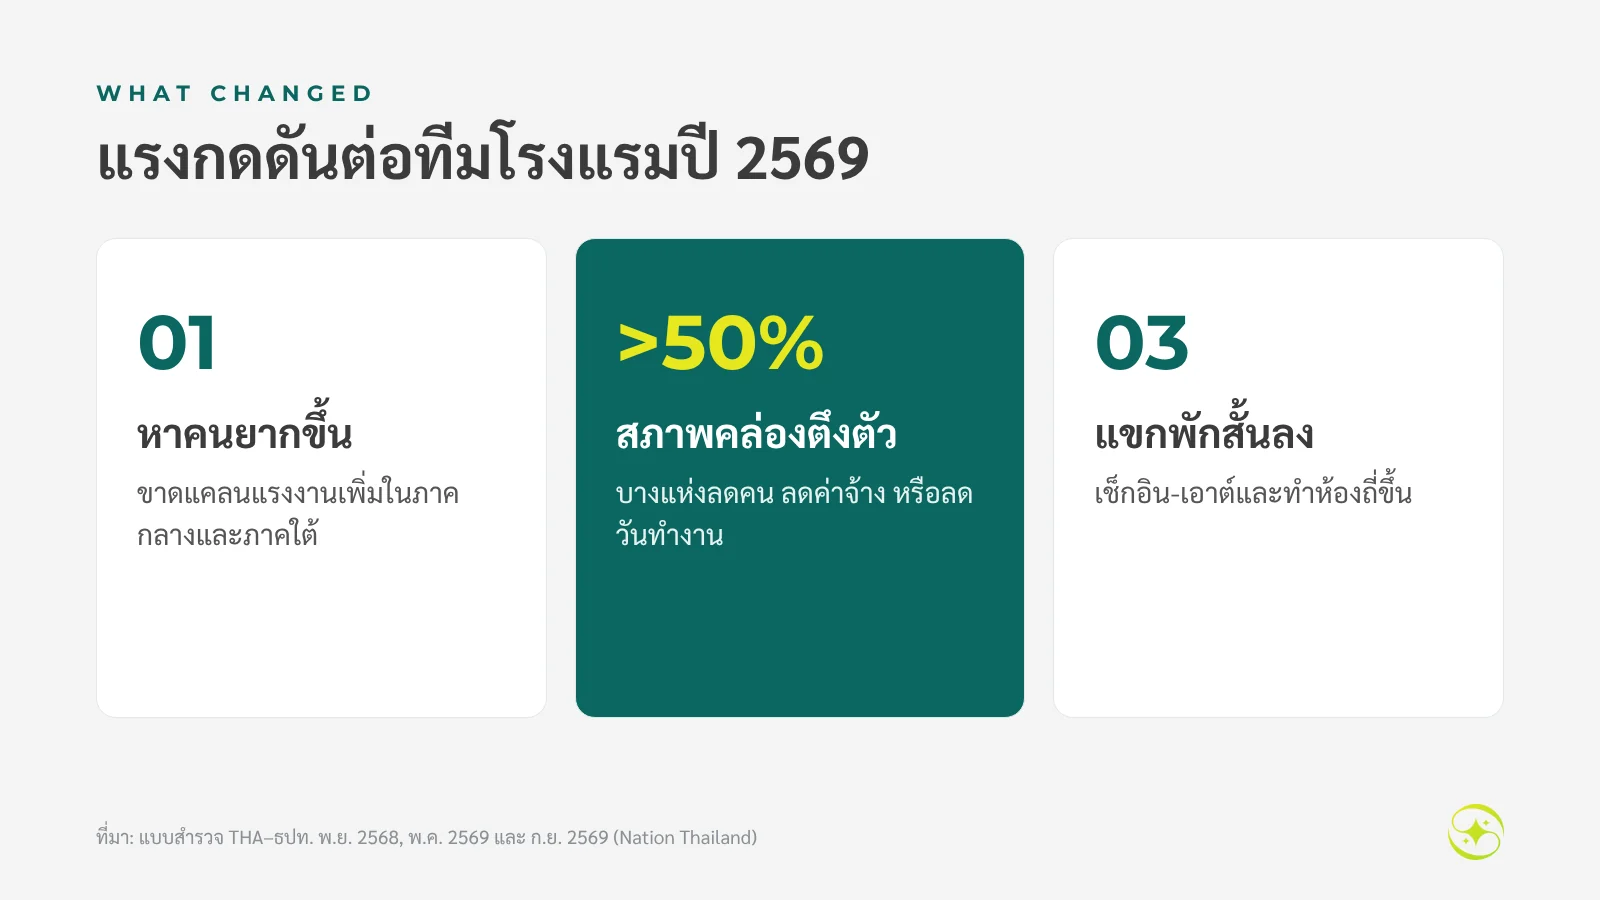 WHAT CHANGED
แรงกดดันต่อทีมโรงแรมปี 2569
01
หาคนยากขึ้น
ขาดแคลนแรงงานเพิ่มในภาค
กลางและภาคใต้
>50%
สภาพคล่องตึงตัว
บางแห่งลดคน ลดค่าจ้าง หรือลด
วันทำงาน
03
แขกพักสั้นลง
เช็กอิน-เอาต์และทำห้องถี่ขึ้น
ที่มา: แบบสำรวจ THA–ธปท. พ.ย. 2568, พ.ค. 2569 และ ก.ย. 2569 (Nation Thailand)